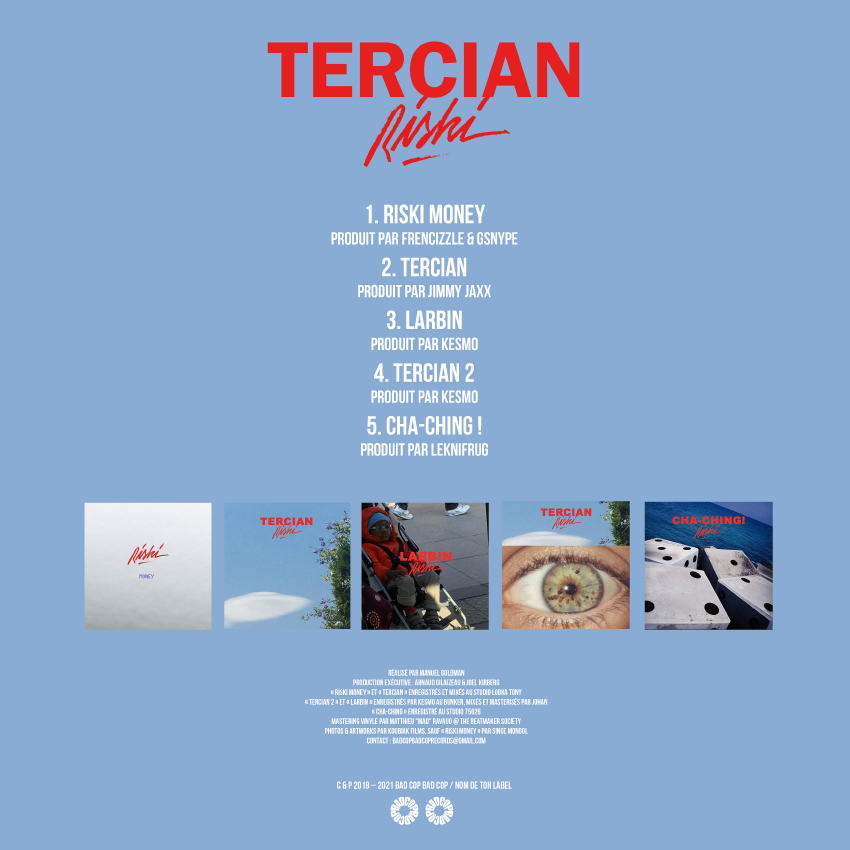 TERCIAN
Riski
1. RISKI MONEY
PRODUIT PAR FRENCIZZLE & GSNYPE
2. TERCIAN
PRODUIT PAR JIMMY JAXX
3. LARBIN
PRODUIT PAR KESMO
4. TERCIAN 2
PRODUIT PAR KESMO
5. CHA-CHING !
PRODUIT PAR LEKNIFRUG
Riski
MONEY
TERCIAN
Riski
LARBIN
Riski
TERCIAN
Riski
CHA-CHING!
Riski
RÉALISÉ PAR MANUEL GOLDMAN
PRODUCTION EXÉCUTIVE : ARNAUD GILAIZEAU & JOEL KIRBERG
« RISKI MONEY » ET « TERCIAN » ENREGISTRÉS ET MIXÉS AU STUDIO LOOKA TONY
« TERCIAN 2 » ET « LARBIN » ENREGISTRÉS PAR KESMO AU BUNKER, MIXÉS ET MASTERISÉS PAR JOHAN
« CHA-CHING » ENREGISTRÉ AU STUDIO 75020
MASTERING VINYLE PAR MATTHIEU "MAD" RAVAUD @ THE BEATMAKER SOCIETY
PHOTOS & ARTWORKS PAR KOUBIAK FILMS, SAUF « RISKI MONEY » PAR SINGE MONGOL
CONTACT : BADCOPBADCOPRECORDS@GMAIL.COM
C & P 2018 – 2021 BAD COP BAD COP / NOM DE TON LABEL
BADCOPBADCOP
BADCOPBADCOP